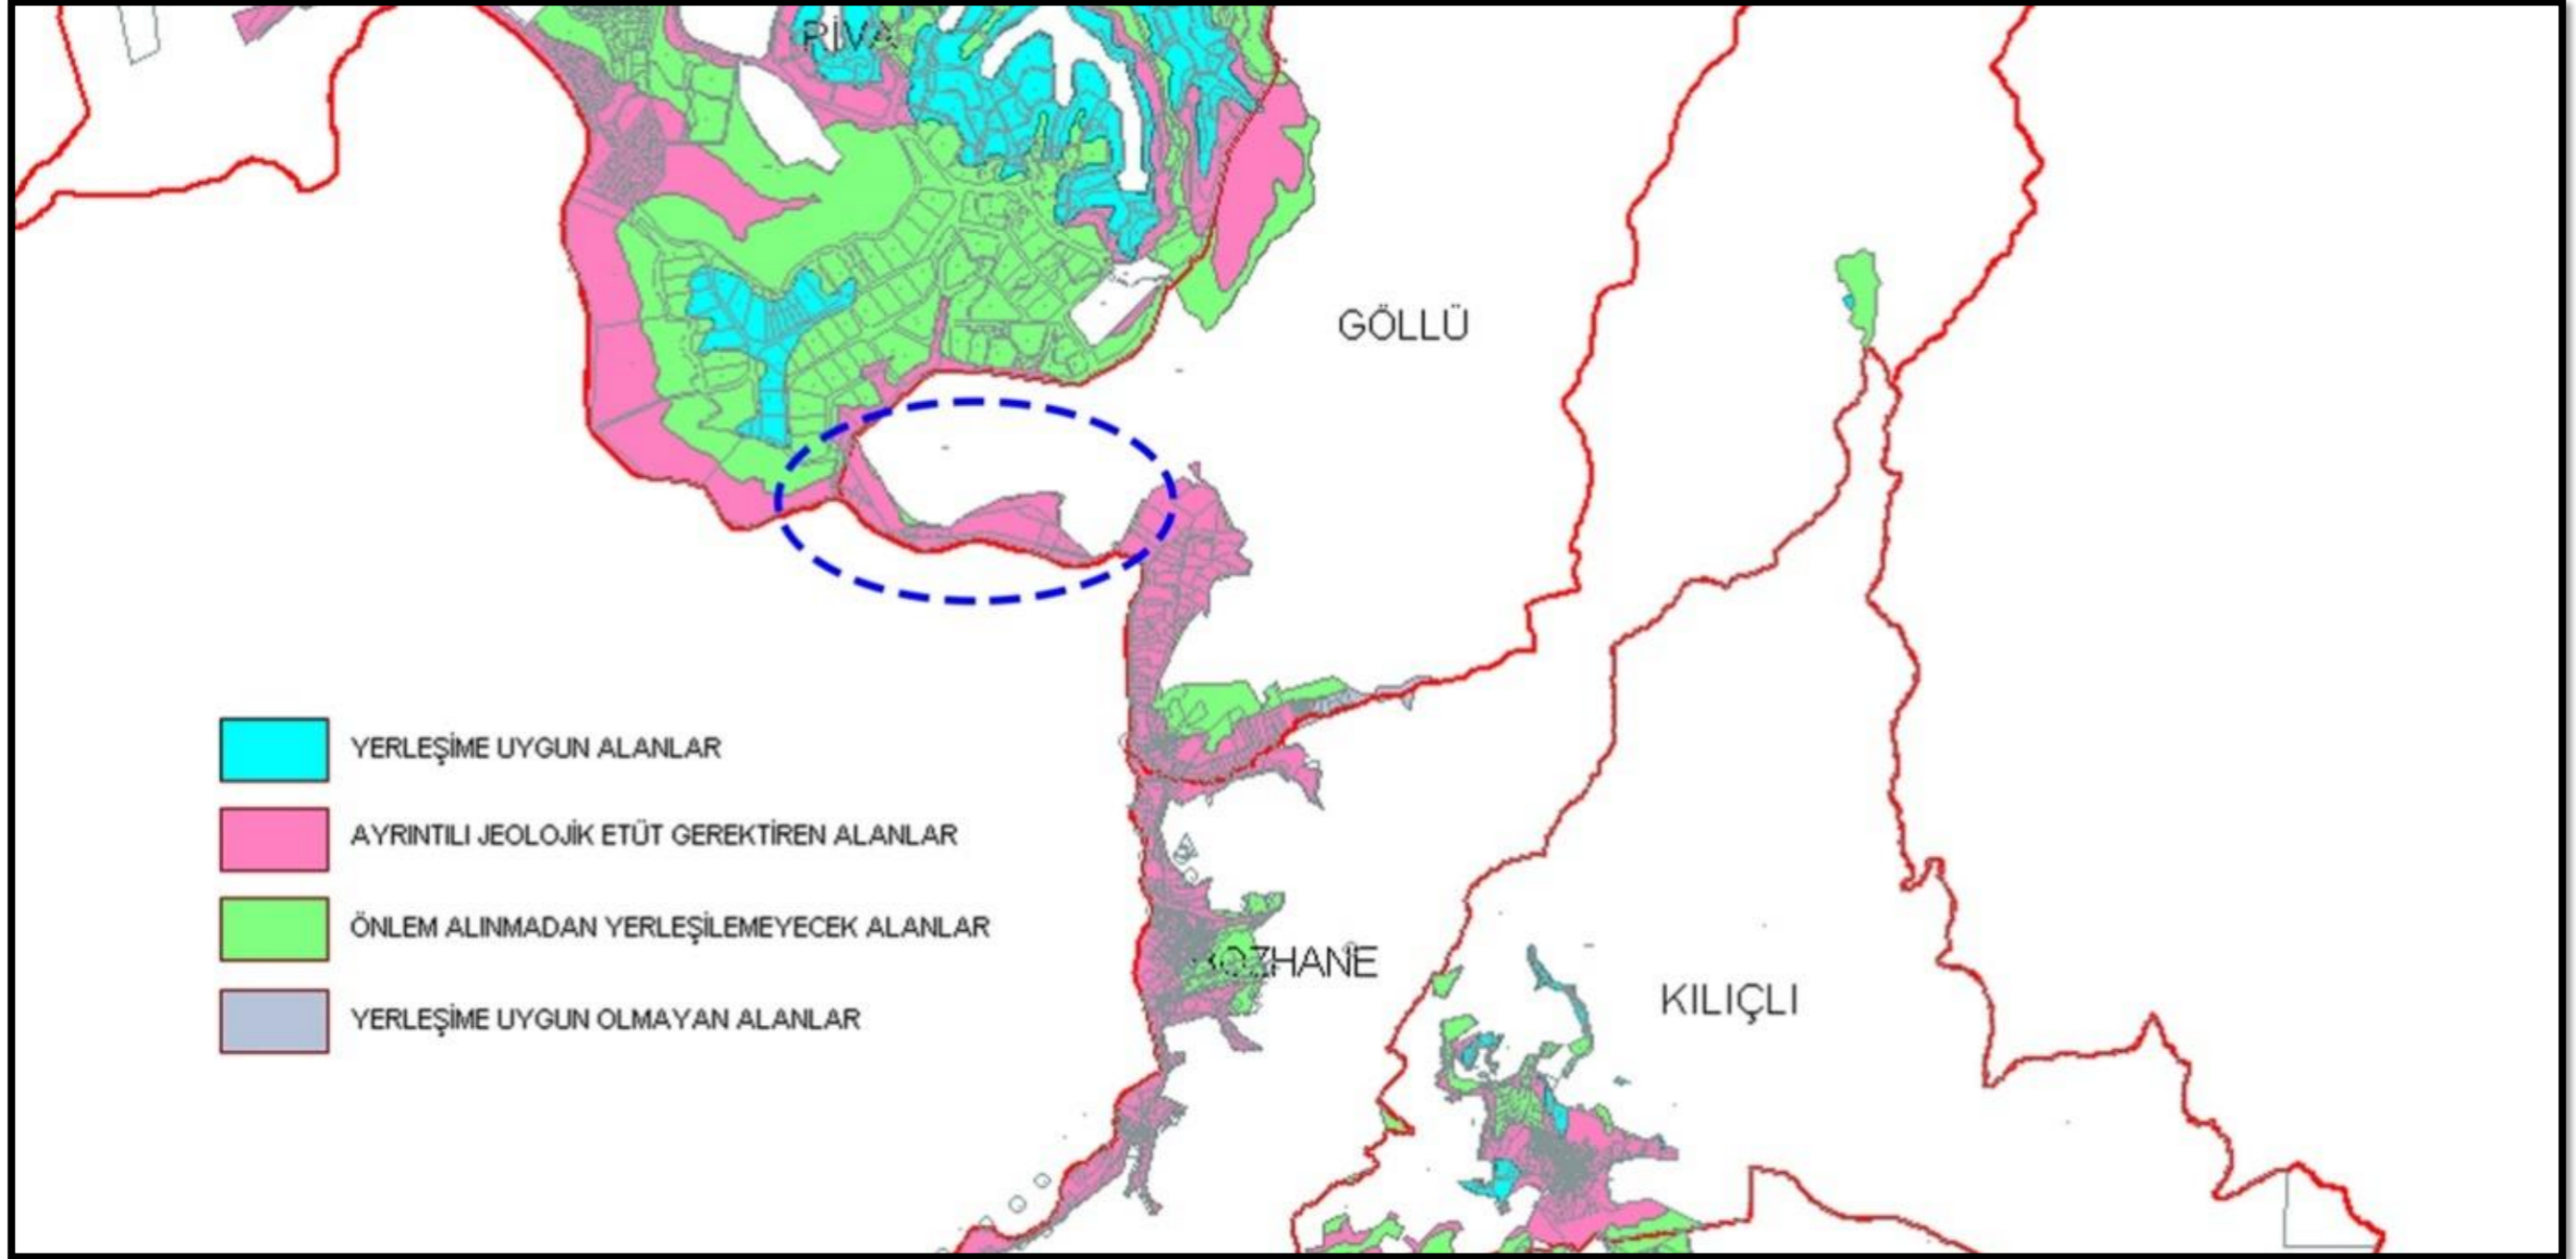 RİVA
GÖLLÜ
YERLEŞİME UYGUN ALANLAR
AYRINTILI JEOLOJİK ETÜT GEREKTİREN ALANLAR
ÖNLEM ALINMADAN YERLEŞİLEMEYECEK ALANLAR
BOZHANE
KILIÇLI
YERLEŞİME UYGUN OLMAYAN ALANLAR